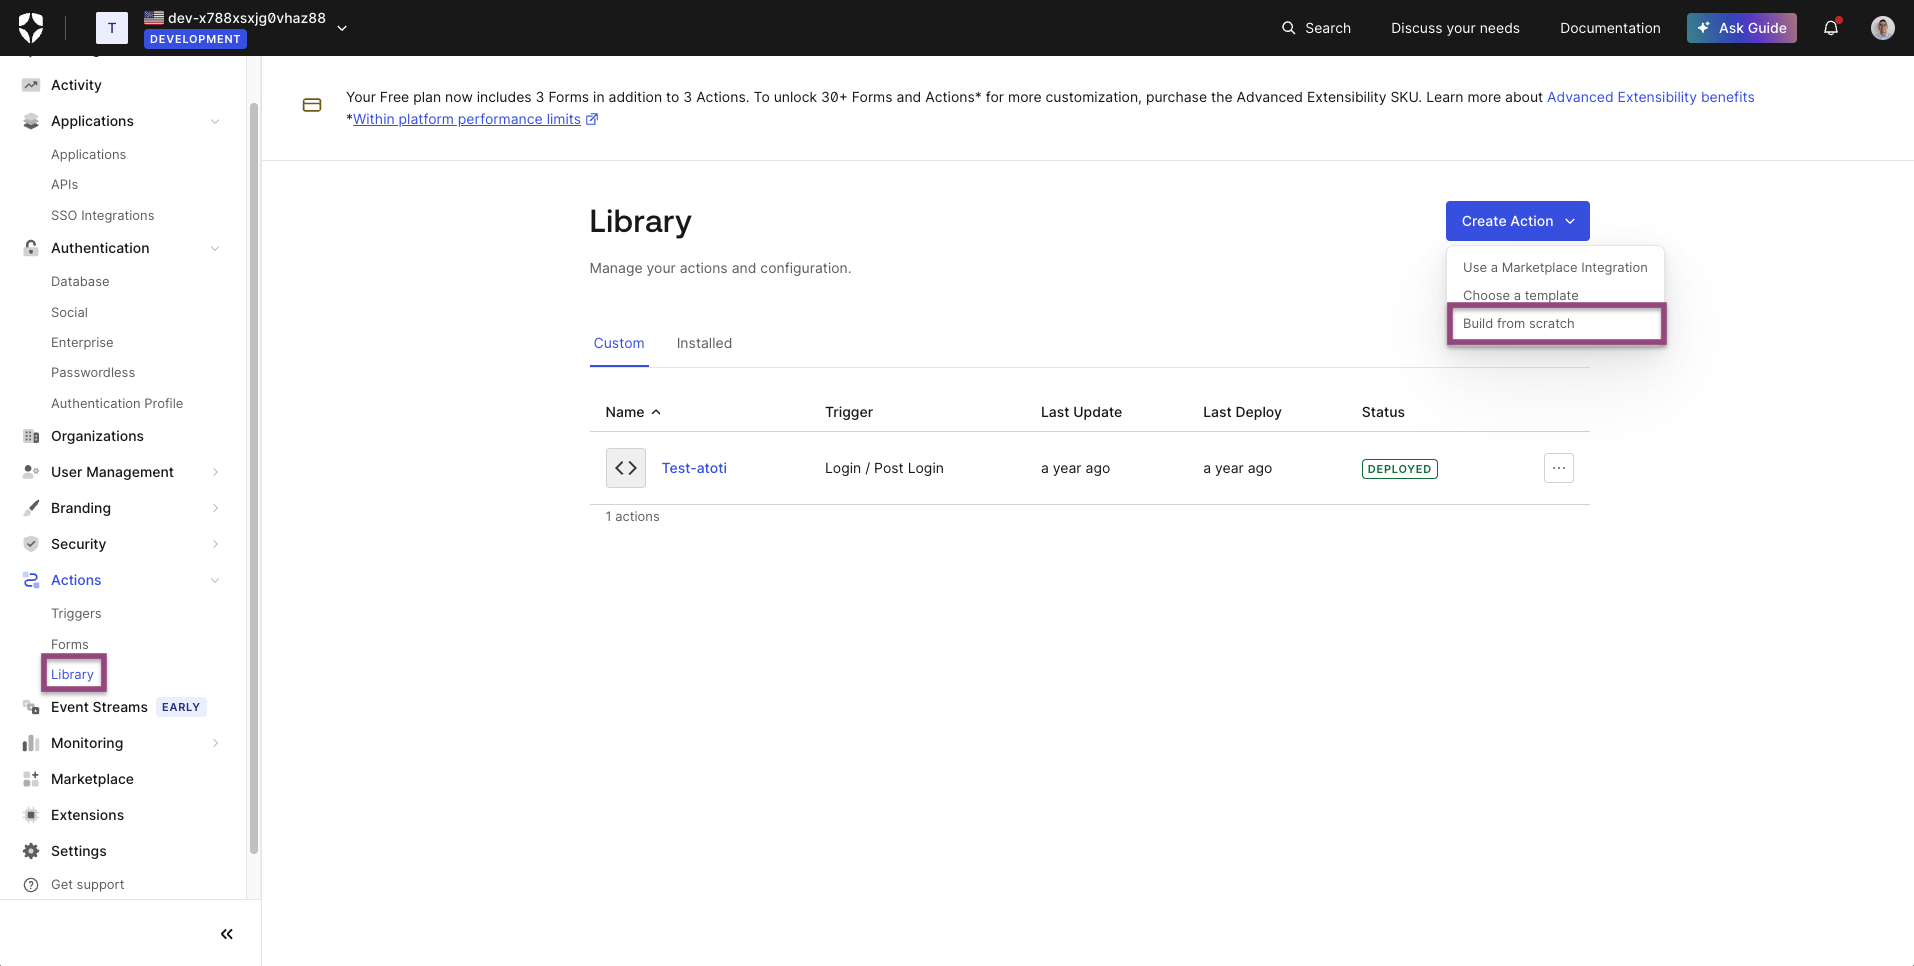 T
dev-x788xsxjg0vhaz88
DEVELOPMENT
Search
Discuss your needs
Documentation
Ask Guide
Activity
Applications
Applications
APIs
SSO Integrations
Authentication
Database
Social
Enterprise
Passwordless
Authentication Profile
Organizations
User Management
Branding
Security
Actions
Triggers
Forms
Library
Event Streams EARLY
Monitoring
Marketplace
Extensions
Settings
Get support
Your Free plan now includes 3 Forms in addition to 3 Actions. To unlock 30+ Forms and Actions* for more customization, purchase the Advanced Extensibility SKU. Learn more about Advanced Extensibility benefits
*Within platform performance limits
Library
Create Action
Manage your actions and configuration.
Use a Marketplace Integration
Choose a template
Build from scratch
Custom Installed
Name Trigger Last Update Last Deploy Status
Test-atoti Login / Post Login a year ago a year ago DEPLOYED ...
1 actions